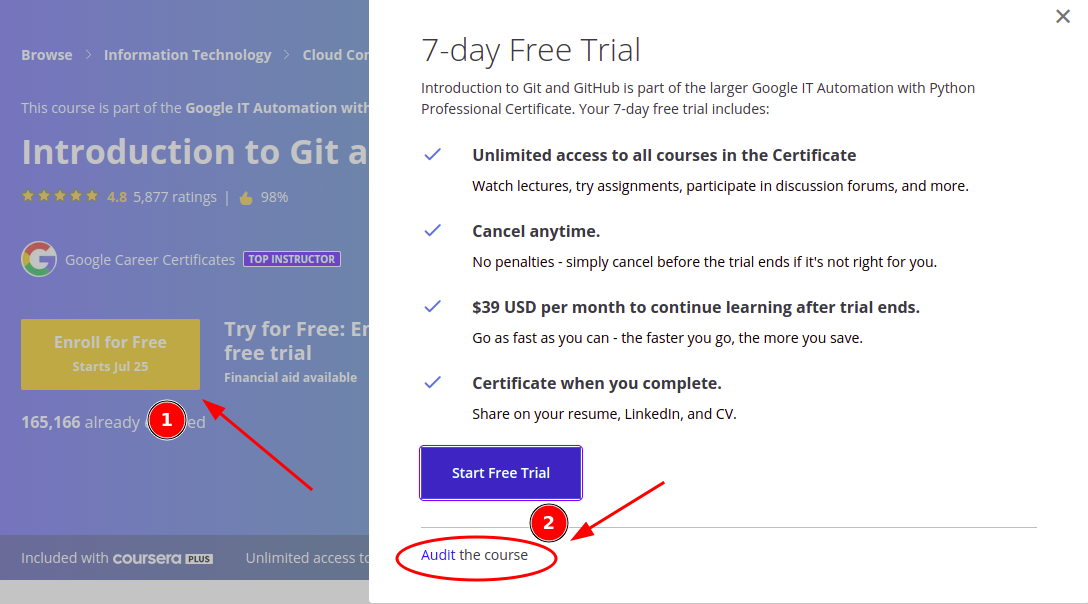 Browse > Information Technology > Cloud Cor
This course is part of the Google IT Automation with
Introduction to Git a
4.8 5,877 ratings | 98%
Google Career Certificates TOP INSTRUCTOR
Enroll for Free
Starts Jul 25
Try for Free: En
free trial
Financial aid available
165,166 already ed
1
Included with coursera PLUS Unlimited access to
7-day Free Trial
Introduction to Git and GitHub is part of the larger Google IT Automation with Python
Professional Certificate. Your 7-day free trial includes:
Unlimited access to all courses in the Certificate
Watch lectures, try assignments, participate in discussion forums, and more.
Cancel anytime.
No penalties - simply cancel before the trial ends if it's not right for you.
$39 USD per month to continue learning after trial ends.
Go as fast as you can - the faster you go, the more you save.
Certificate when you complete.
Share on your resume, LinkedIn, and CV.
Start Free Trial
2
Audit the course